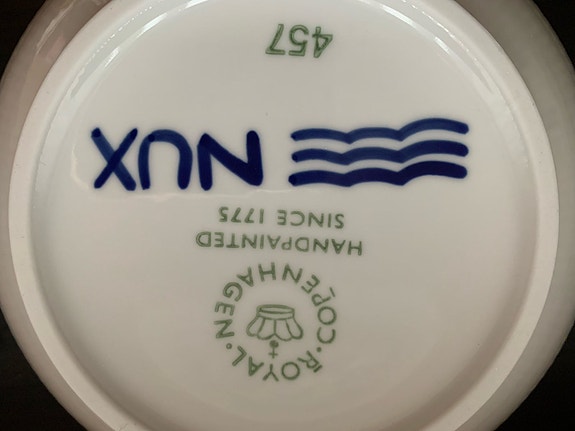 ROYAL · COPENHAGEN ·
HANDPAINTED
SINCE 1775
NUX
457